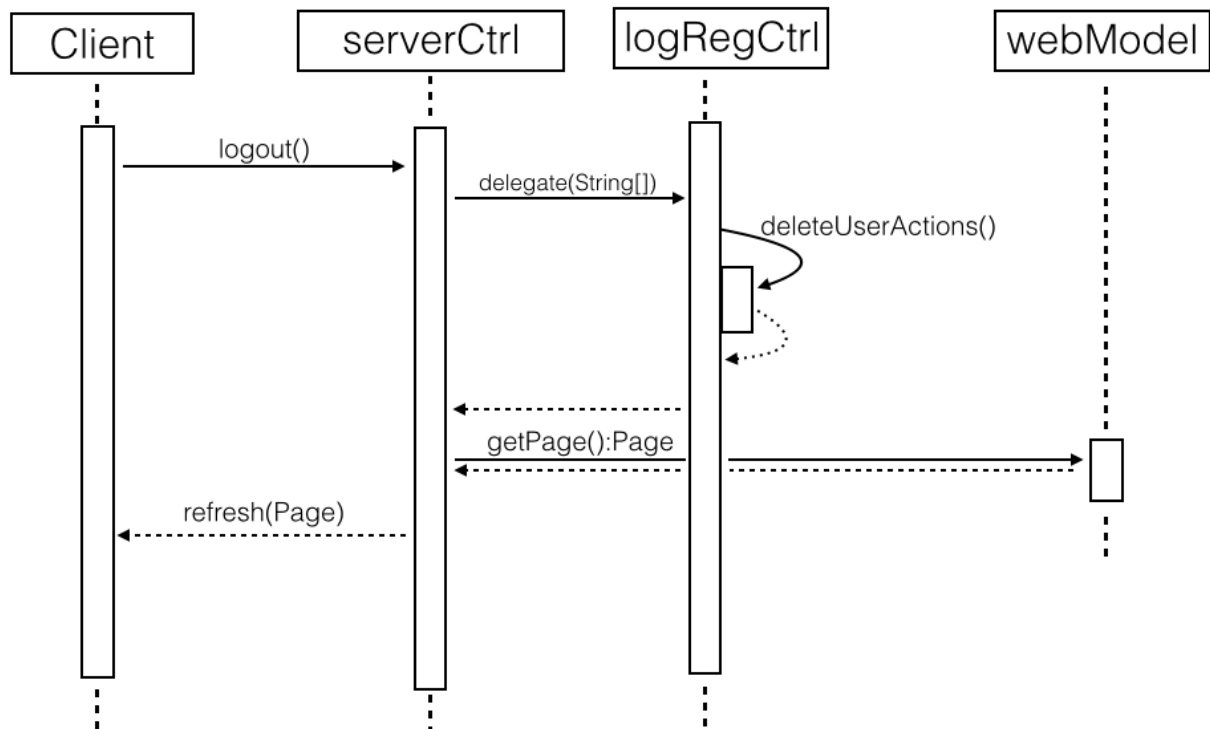 Client
serverCtrl
logRegCtrl
webModel
logout()
delegate(String[])
deleteUserActions()
getPage():Page
refresh(Page)